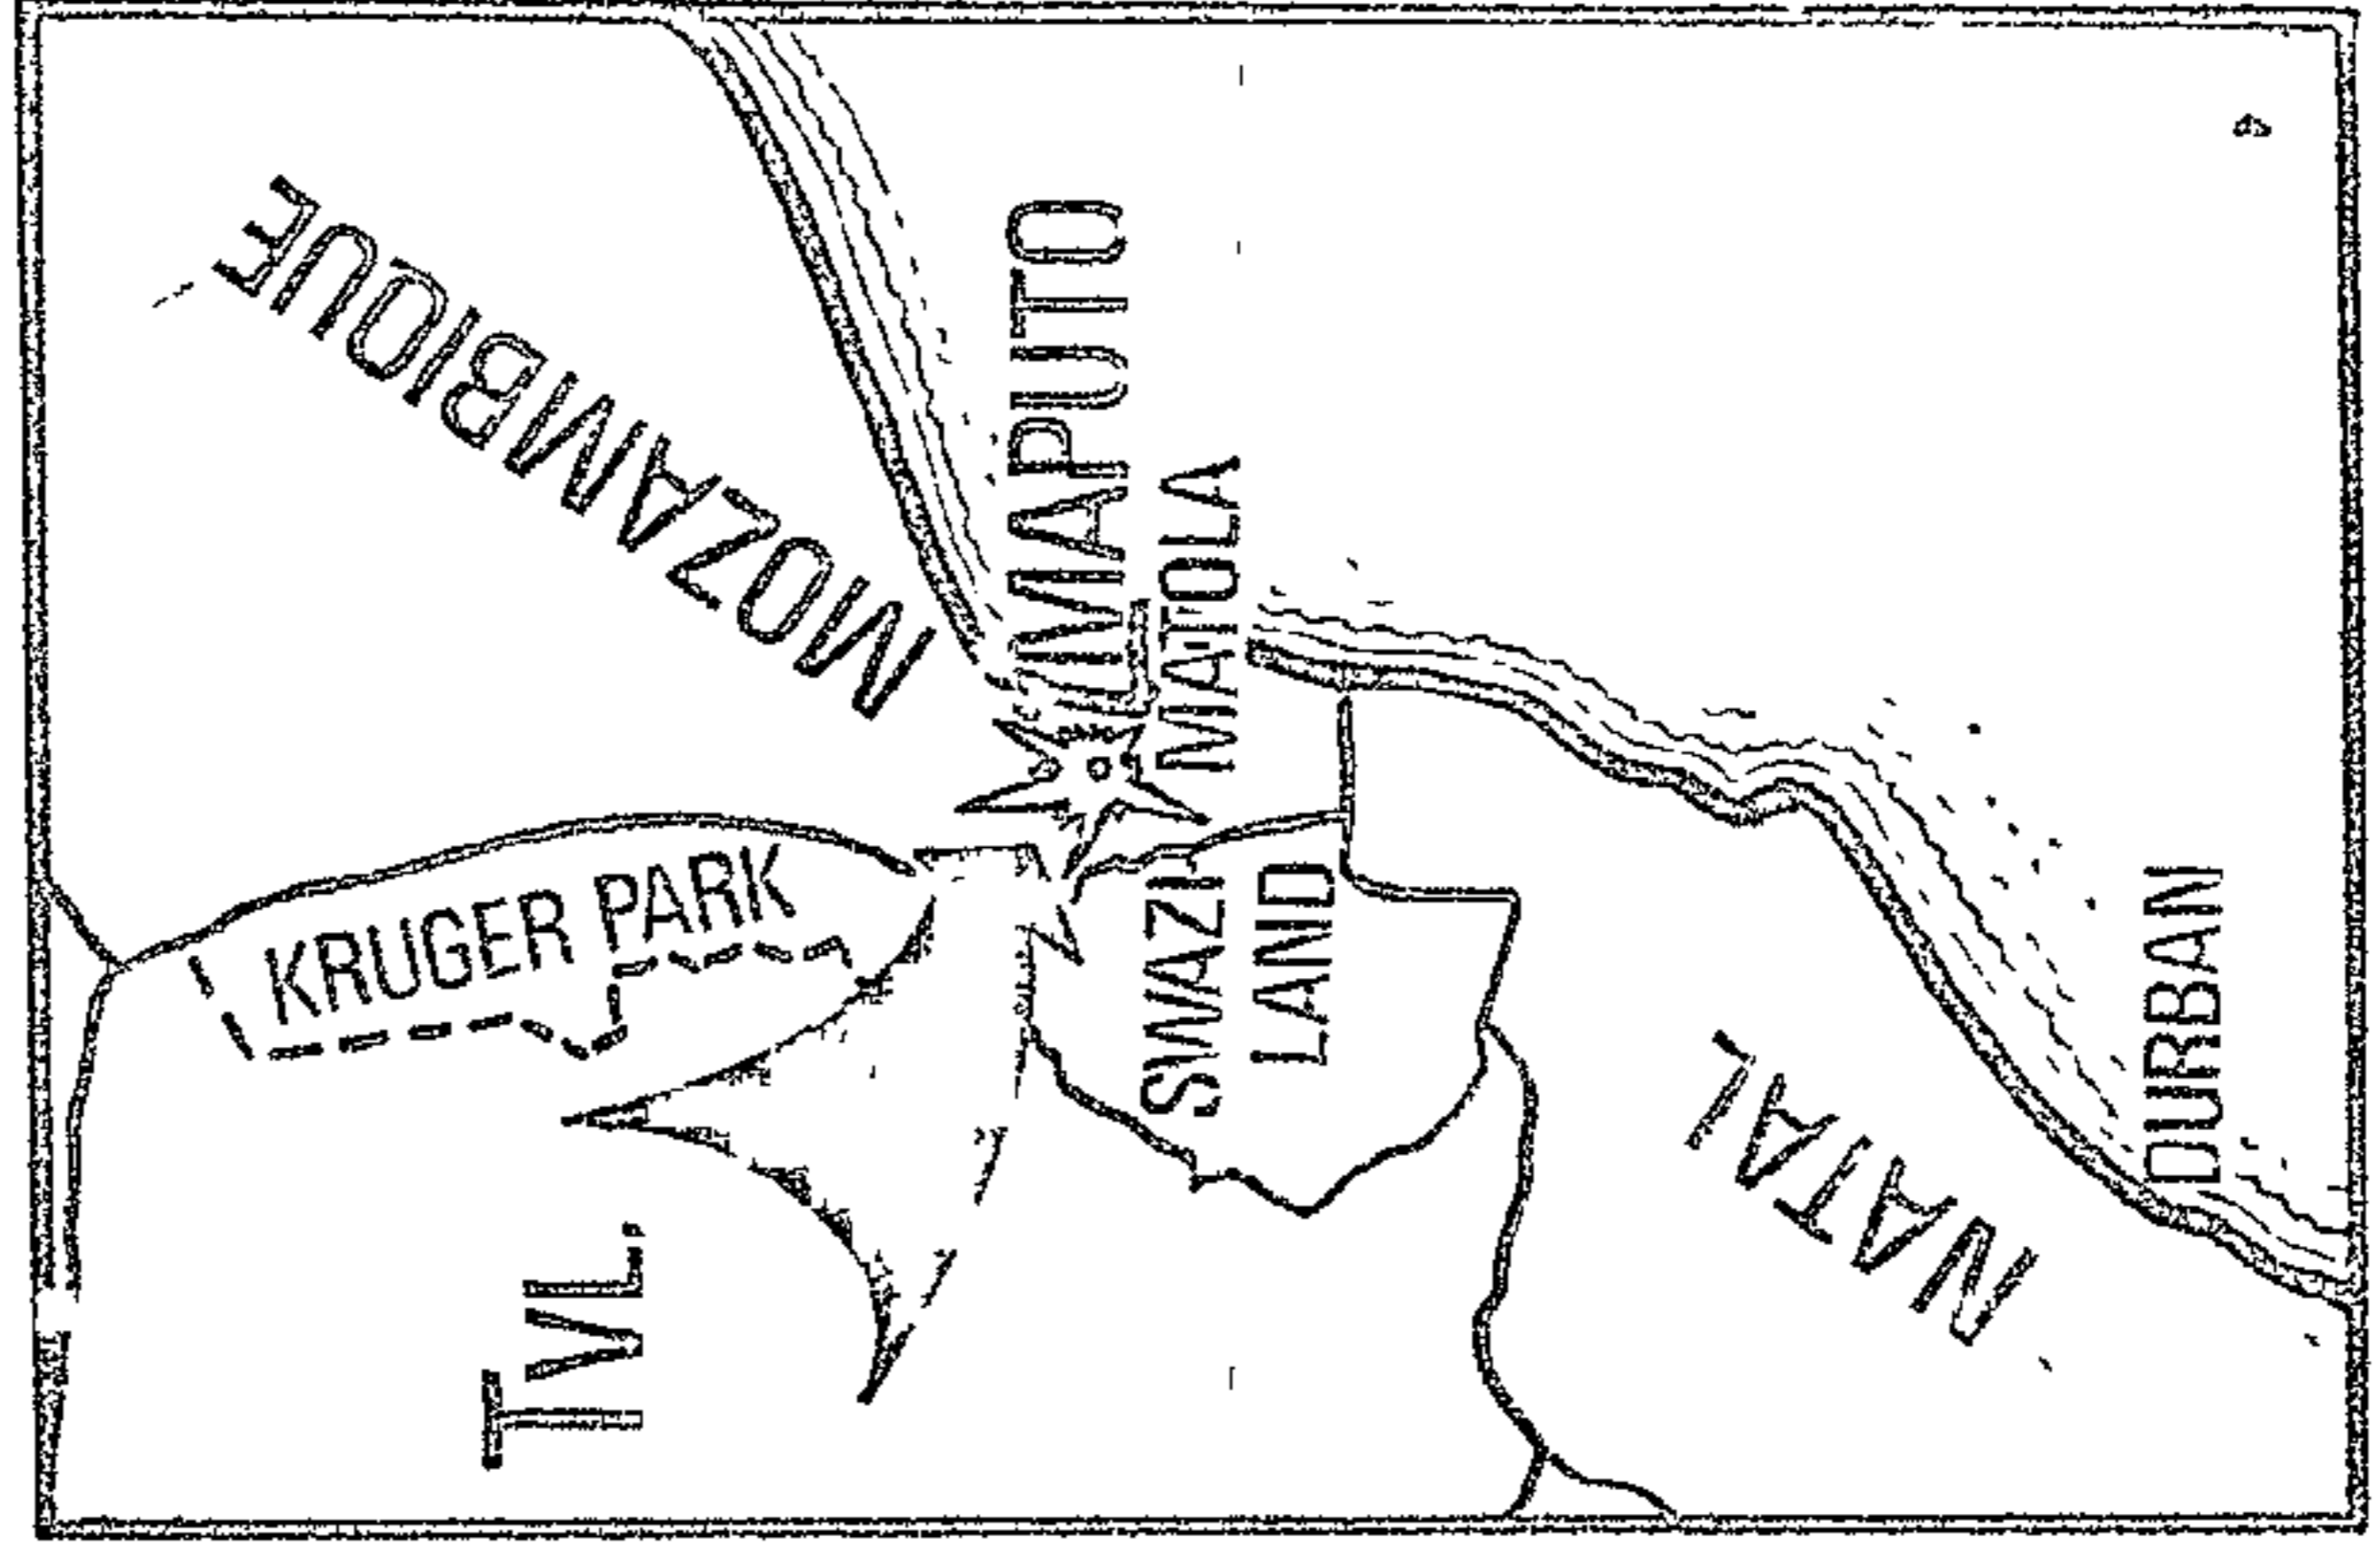 MOZAMBIQUE
KRUGER PARK
TVL.
MAPUTO
MATOLA
SWAZI
LAND
NATAL
DURBAN